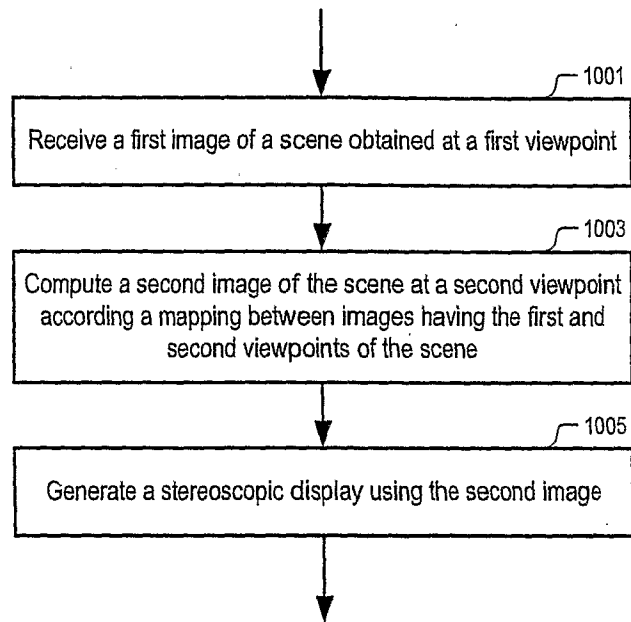 1001
Receive a first image of a scene obtained at a first viewpoint
1003
Compute a second image of the scene at a second viewpoint
according a mapping between images having the first and
second viewpoints of the scene
1005
Generate a stereoscopic display using the second image